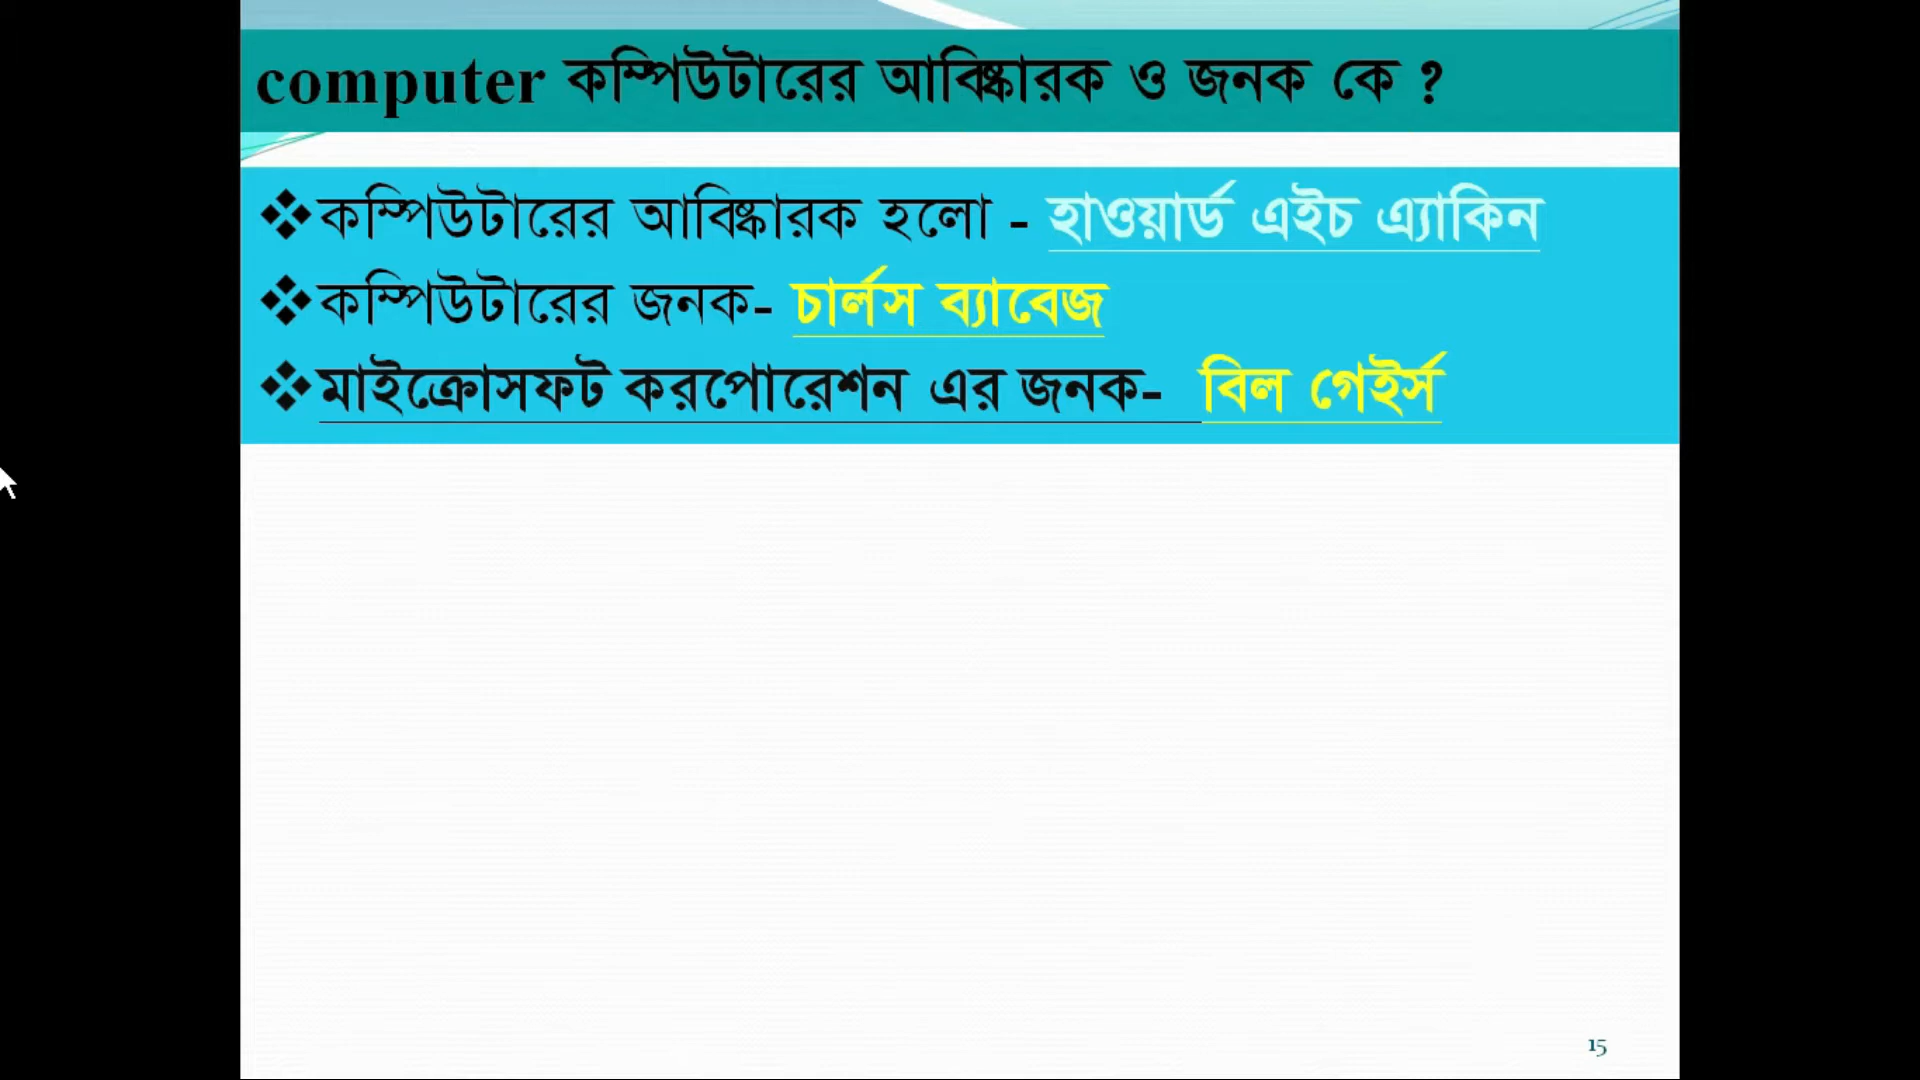 computer কম্পিউটারের আবিষ্কারক ও জনক কে ?
❖কম্পিউটারের আবিষ্কারক হলো - হাওয়ার্ড এইচ এ্যাকিন
❖কম্পিউটারের জনক- চার্লস ব্যাবেজ
❖মাইক্রোসফট করপোরেশন এর জনক- বিল গেইর্স
15